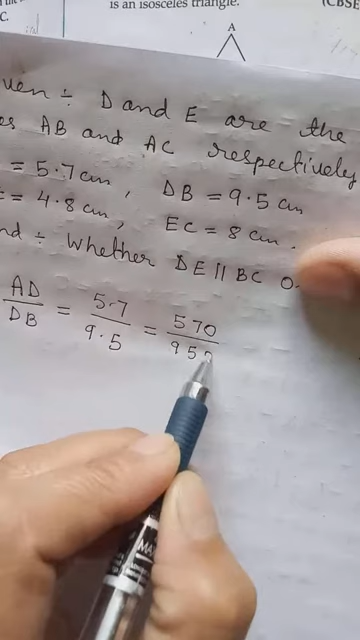 is an isosceles triangle.
(CBSE
C.
A
ven ÷ D and E are the
es AB and AC respectively
= 5.7 cm, DB = 9.5 cm
= 4.8 cm, EC = 8 cm.
nd ÷ Whether DE || BC o
AD/DB = 5.7/9.5 = 570/950